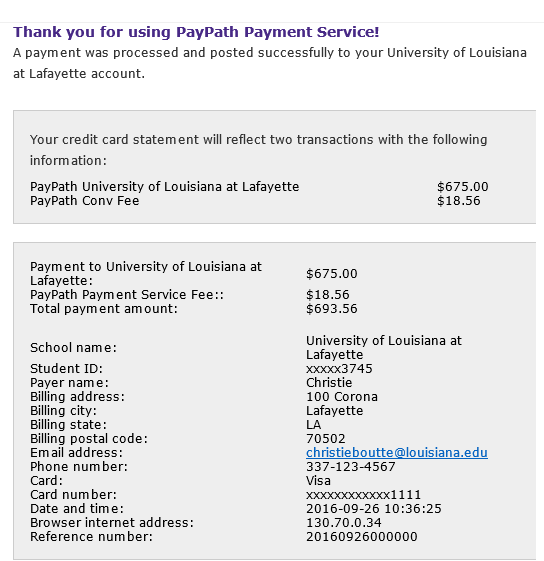 Thank you for using PayPath Payment Service!
A payment was processed and posted successfully to your University of Louisiana
at Lafayette account.
Your credit card statement will reflect two transactions with the following
information:
PayPath University of Louisiana at Lafayette $675.00
PayPath Conv Fee $18.56
Payment to University of Louisiana at
Lafayette: $675.00
PayPath Payment Service Fee:: $18.56
Total payment amount: $693.56
School name: University of Louisiana at
Lafayette
Student ID: xxxxx3745
Payer name: Christie
Billing address: 100 Corona
Billing city: Lafayette
Billing state: LA
Billing postal code: 70502
Email address: christieboutte@louisiana.edu
Phone number: 337-123-4567
Card: Visa
Card number: xxxxxxxxxxxx1111
Date and time: 2016-09-26 10:36:25
Browser internet address: 130.70.0.34
Reference number: 20160926000000